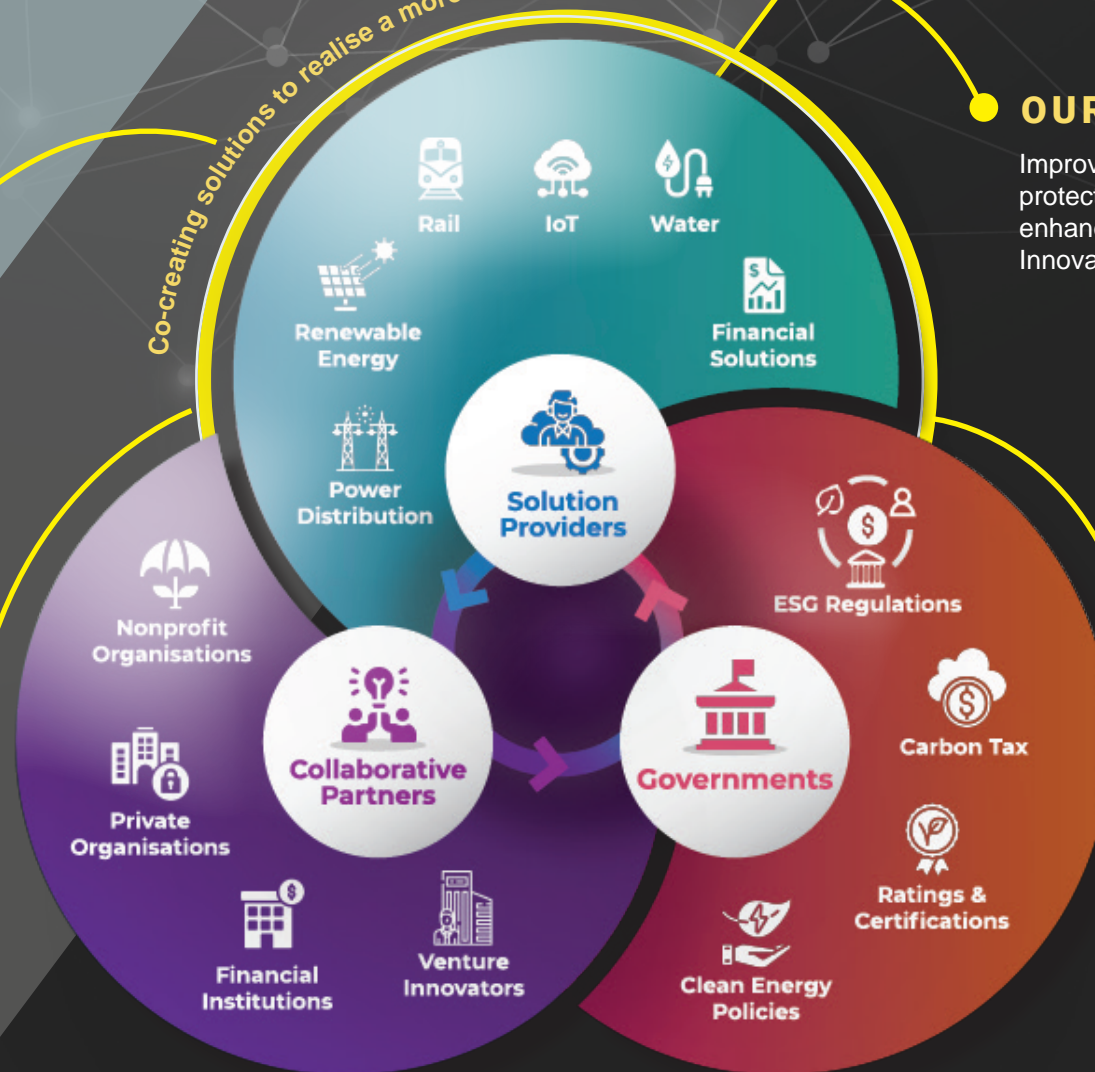 Co-creating solutions to realise a more
OUR
Improv
protect
enhanc
Innova
Rail
IoT
Water
Renewable
Energy
Financial
Solutions
Power
Distribution
Solution
Providers
ESG Regulations
Nonprofit
Organisations
Carbon Tax
Collaborative
Partners
Governments
Private
Organisations
Ratings &
Certifications
Venture
Innovators
Financial
Institutions
Clean Energy
Policies